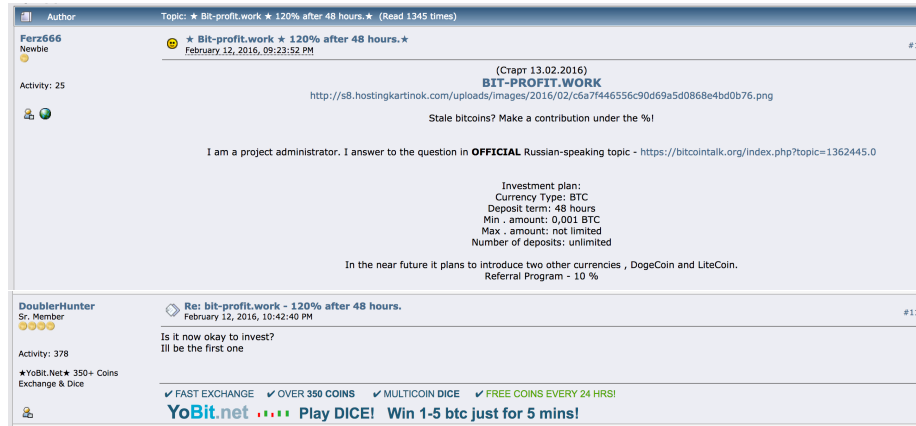 Author
Topic: ★ Bit-profit.work ★ 120% after 48 hours.★ (Read 1345 times)
Ferz666
Newbie
Activity: 25
★ Bit-profit.work ★ 120% after 48 hours.★
February 12, 2016, 09:23:52 PM
(Старт 13.02.2016)
BIT-PROFIT.WORK
http://s8.hostingkartinok.com/uploads/images/2016/02/c6a7f446556c90d69a5d0868e4bd0b76.png
Stale bitcoins? Make a contribution under the %!
I am a project administrator. I answer to the question in OFFICIAL Russian-speaking topic - https://bitcointalk.org/index.php?topic=1362445.0
Investment plan:
Currency Type: BTC
Deposit term: 48 hours
Min . amount: 0,001 BTC
Max . amount: not limited
Number of deposits: unlimited
In the near future it plans to introduce two other currencies , DogeCoin and LiteCoin.
Referral Program - 10 %
DoublerHunter
Sr. Member
Activity: 378
★YoBit.Net★ 350+ Coins
Exchange & Dice
Re: bit-profit.work - 120% after 48 hours.
February 12, 2016, 10:42:40 PM
Is it now okay to invest?
Ill be the first one
✔ FAST EXCHANGE ✔ OVER 350 COINS ✔ MULTICOIN DICE ✔ FREE COINS EVERY 24 HRS!
YoBit.net Play DICE! Win 1-5 btc just for 5 mins!